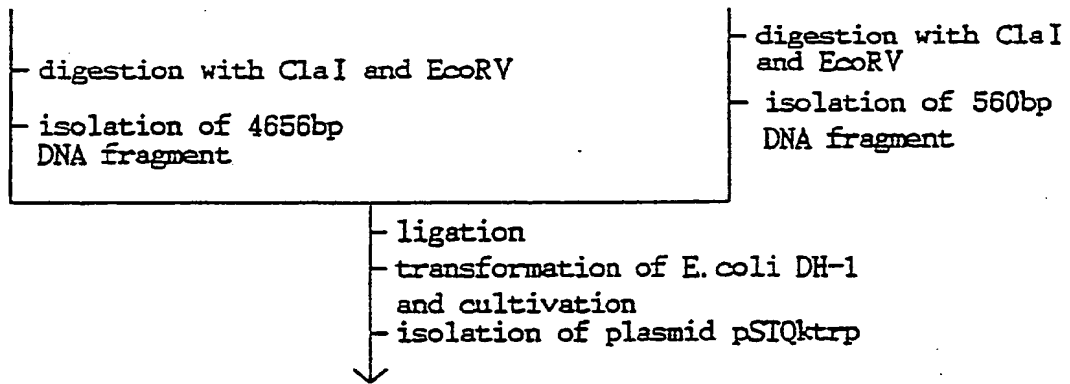 digestion with ClaI and EcoRV
isolation of 4656bp
DNA fragment
digestion with ClaI
and EcoRV
isolation of 560bp
DNA fragment
ligation
transformation of E.coli DH-1
and cultivation
isolation of plasmid pSTQktrp